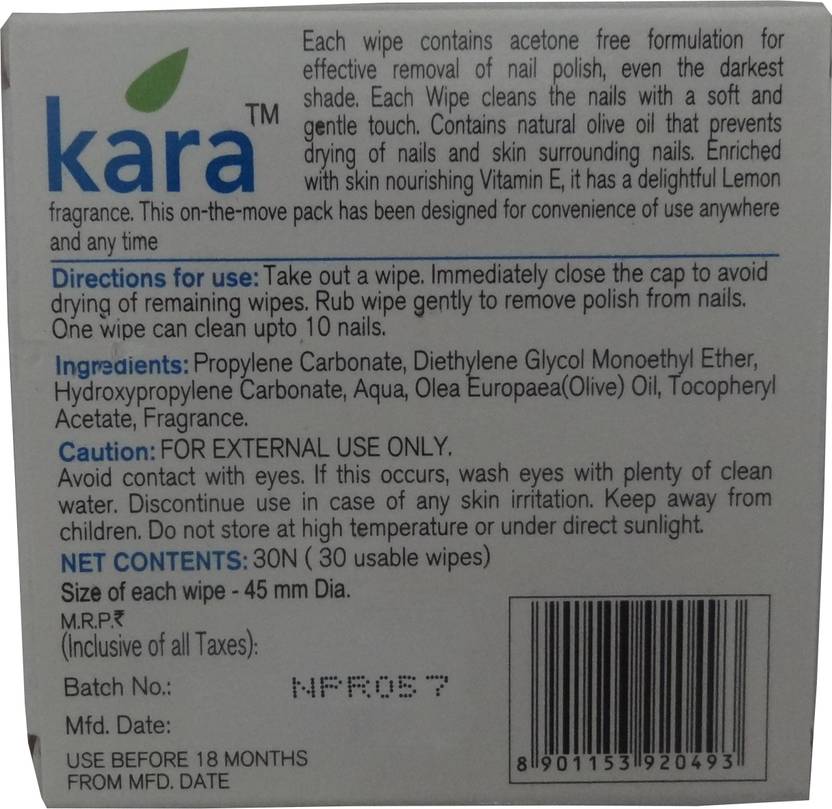 kara™
Each wipe contains acetone free formulation for
effective removal of nail polish, even the darkest
shade. Each Wipe cleans the nails with a soft and
gentle touch. Contains natural olive oil that prevents
drying of nails and skin surrounding nails. Enriched
with skin nourishing Vitamin E, it has a delightful Lemon
fragrance. This on-the-move pack has been designed for convenience of use anywhere
and any time
Directions for use: Take out a wipe. Immediately close the cap to avoid
drying of remaining wipes. Rub wipe gently to remove polish from nails.
One wipe can clean upto 10 nails.
Ingredients: Propylene Carbonate, Diethylene Glycol Monoethyl Ether,
Hydroxypropylene Carbonate, Aqua, Olea Europaea(Olive) Oil, Tocopheryl
Acetate, Fragrance.
Caution: FOR EXTERNAL USE ONLY.
Avoid contact with eyes. If this occurs, wash eyes with plenty of clean
water. Discontinue use in case of any skin irritation. Keep away from
children. Do not store at high temperature or under direct sunlight.
NET CONTENTS: 30N ( 30 usable wipes)
Size of each wipe - 45 mm Dia.
M.R.P.₹
(Inclusive of all Taxes):
Batch No.: NPR057
Mfd. Date:
USE BEFORE 18 MONTHS
FROM MFD. DATE
8 901153 920493